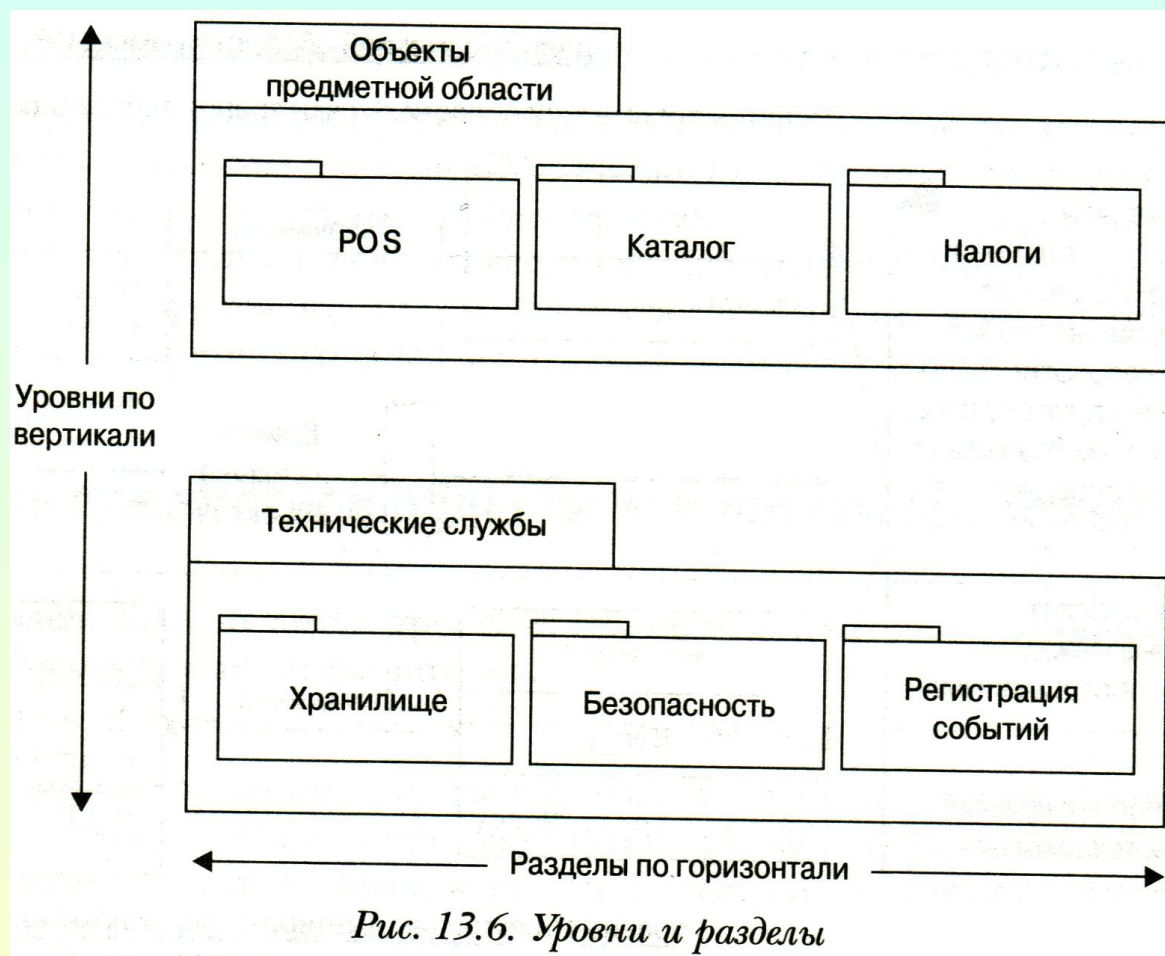 Объекты
предметной области
POS
Каталог
Налоги
Уровни по
вертикали
Технические службы
Хранилище
Безопасность
Регистрация
событий
Разделы по горизонтали
Рис. 13.6. Уровни и разделы